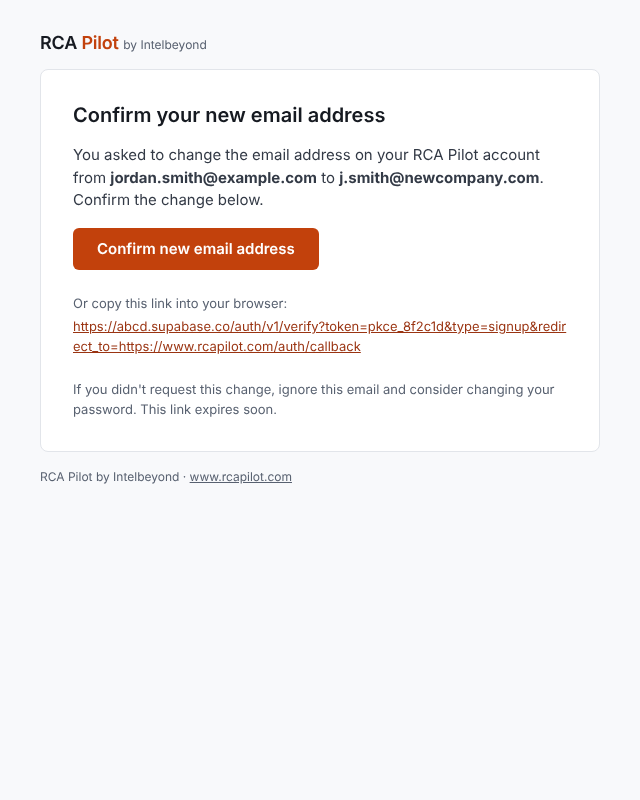 RCA Pilot by Intelbeyond
Confirm your new email address
You asked to change the email address on your RCA Pilot account
from jordan.smith@example.com to j.smith@newcompany.com.
Confirm the change below.
Confirm new email address
Or copy this link into your browser:
https://abcd.supabase.co/auth/v1/verify?token=pkce_8f2c1d&type=signup&redir
ect_to=https://www.rcapilot.com/auth/callback
If you didn't request this change, ignore this email and consider changing your
password. This link expires soon.
RCA Pilot by Intelbeyond · www.rcapilot.com